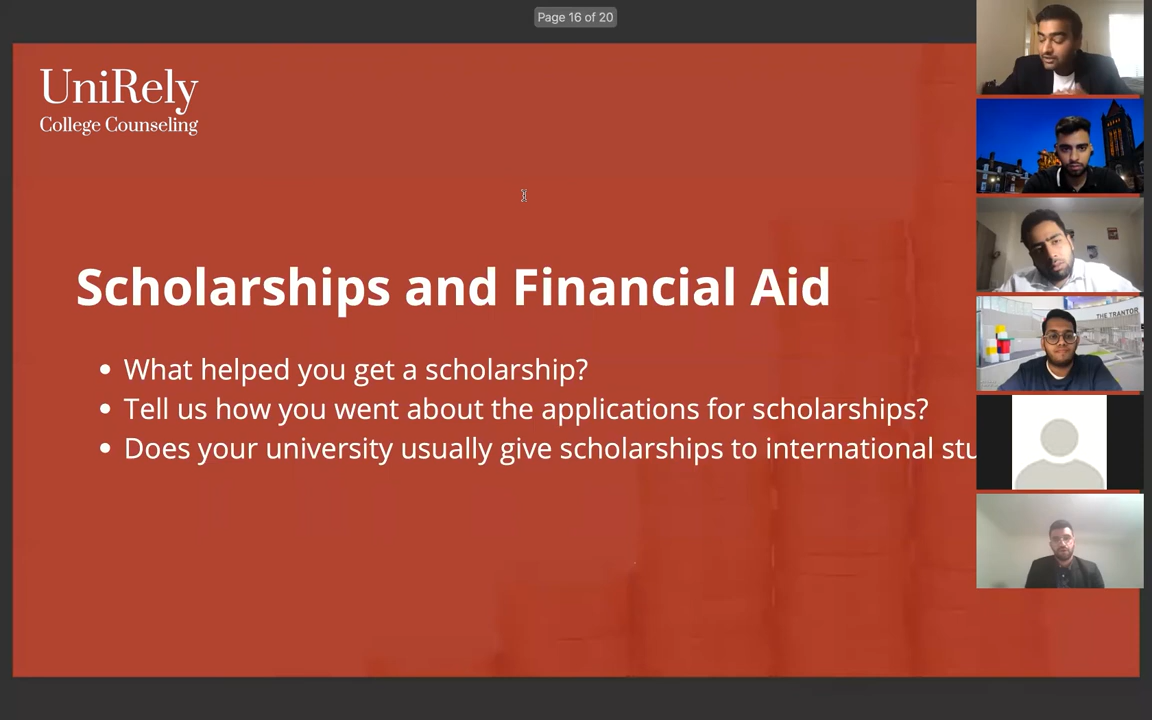 Page 16 of 20
UniRely
College Counseling
Scholarships and Financial Aid
• What helped you get a scholarship?
• Tell us how you went about the applications for scholarships?
• Does your university usually give scholarships to international stu
THE TRANTOR